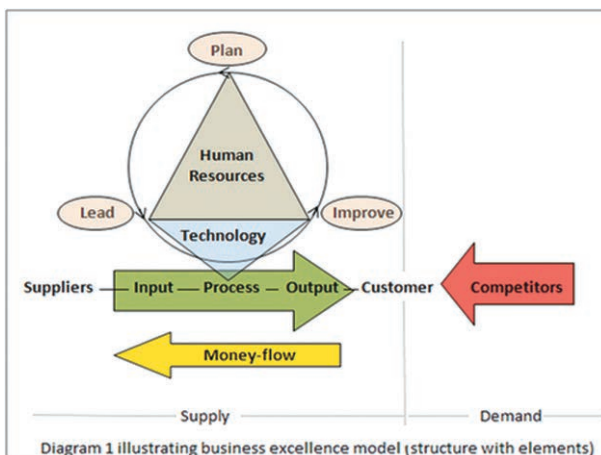 Plan
Human
Resources
Lead
Improve
Technology
Suppliers Input Process Output Customer Competitors
Money-flow
Supply Demand
Diagram 1 illustrating business excellence model (structure with elements)